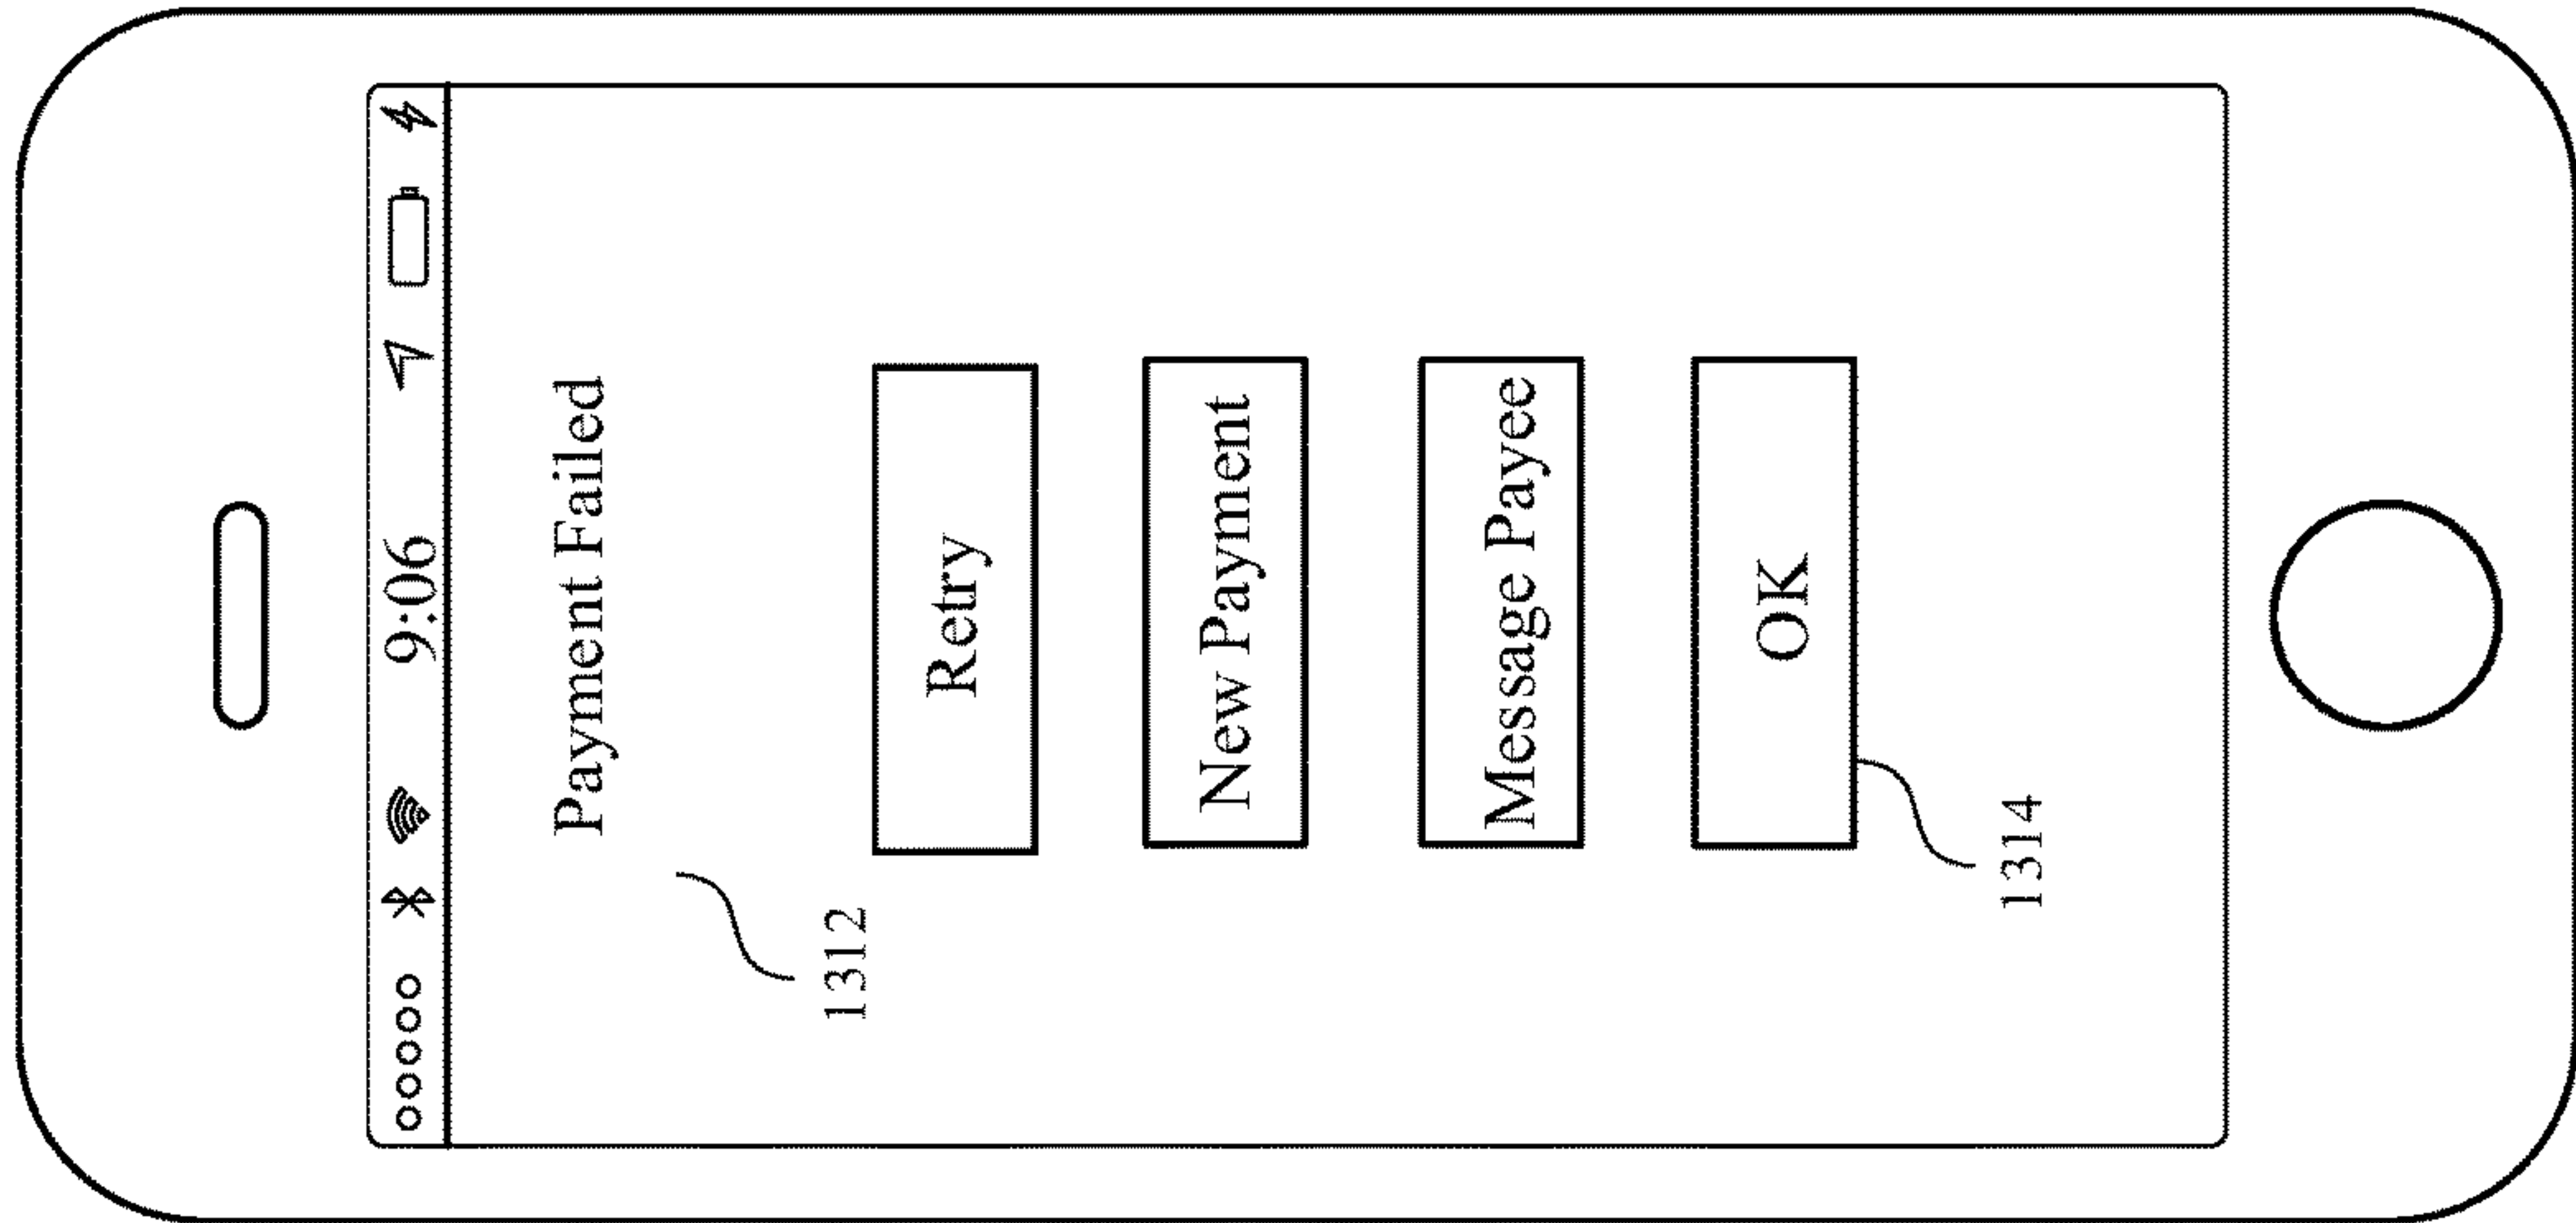 9:06
Payment Failed
1312
Retry
New Payment
Message Payee
OK
1314